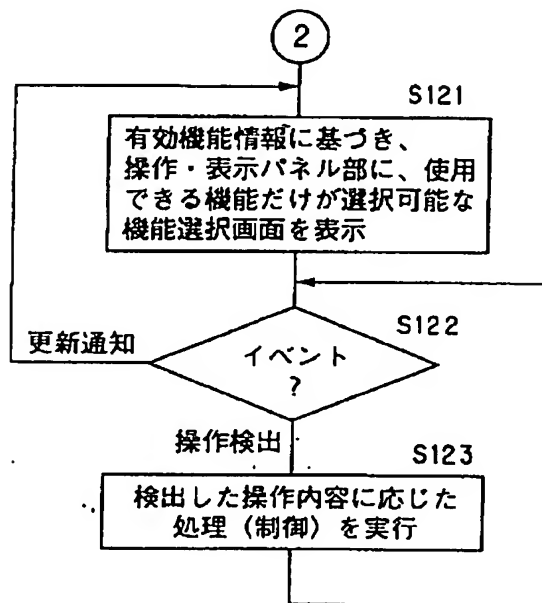 2
S121
有効機能情報に基づき、
操作・表示パネル部に、使用
できる機能だけが選択可能な
機能選択画面を表示
S122
更新通知
イベント
?
操作検出
S123
検出した操作内容に応じた
処理（制御）を実行